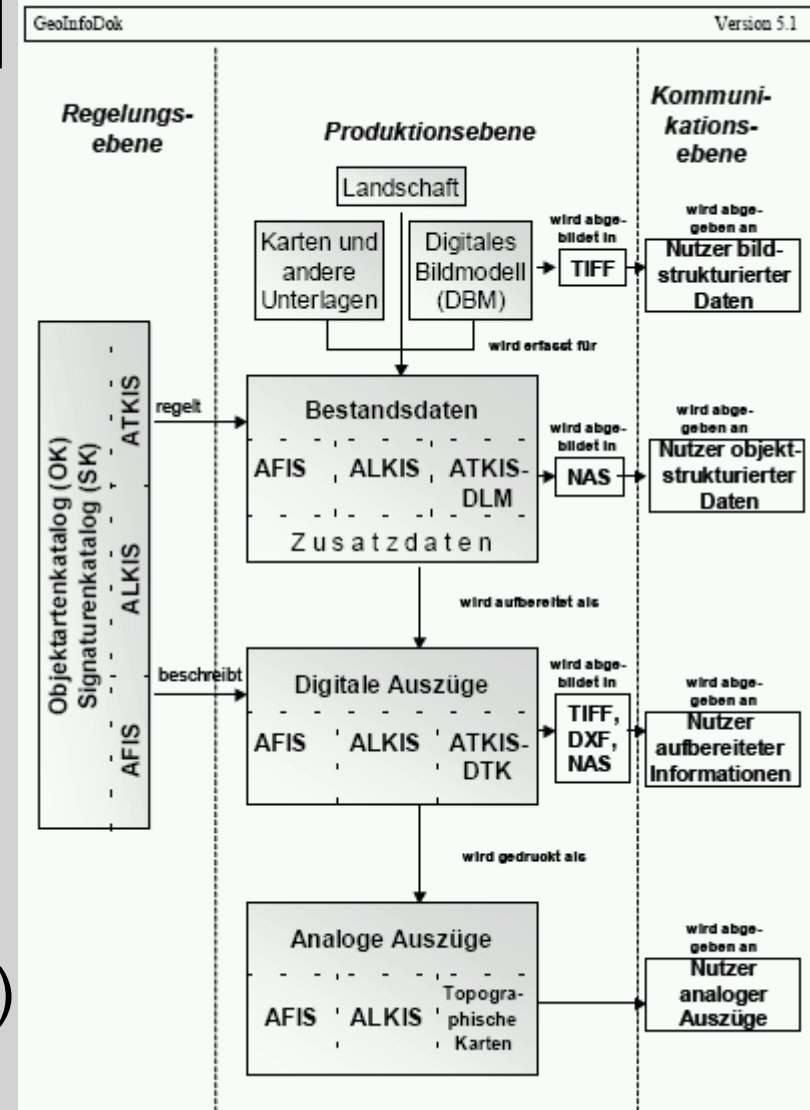 GeoInfoDok Version 5.1
Regelungs-
ebene
Produktionsebene
Kommuni-
kations-
ebene
Landschaft
Karten und
andere
Unterlagen
Digitales
Bildmodell
(DBM)
wird abge-
bildet in
TIFF
wird abge-
geben an
Nutzer bild-
strukturierter
Daten
wird erfasst für
Objektartenkatalog (OK)
Signaturenkatalog (SK)
ATKIS
ALKIS
AFIS
regelt
Bestandsdaten
AFIS
ALKIS
ATKIS-
DLM
Zusatzdaten
wird abge-
bildet in
NAS
wird abge-
geben an
Nutzer objekt-
strukturierter
Daten
wird aufbereitet als
beschreibt
Digitale Auszüge
AFIS
ALKIS
ATKIS-
DTK
wird abge-
bildet in
TIFF,
DXF,
NAS
wird abge-
geben an
Nutzer
aufbereiteter
Informationen
wird gedruckt als
Analoge Auszüge
AFIS
ALKIS
Topogra-
phische
Karten
wird abge-
geben an
Nutzer
analoger
Auszüge
)